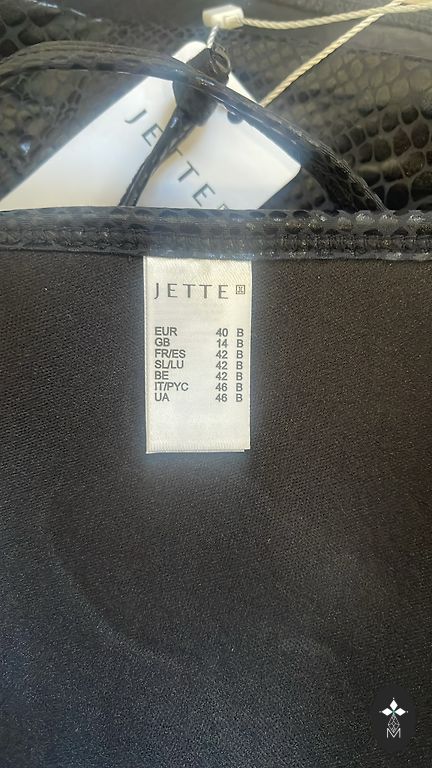 JETTE
JETTE
EUR 40 B
GB 14 B
FR/ES 42 B
SL/LU 42 B
BE 42 B
IT/PYC 46 B
UA 46 B
M